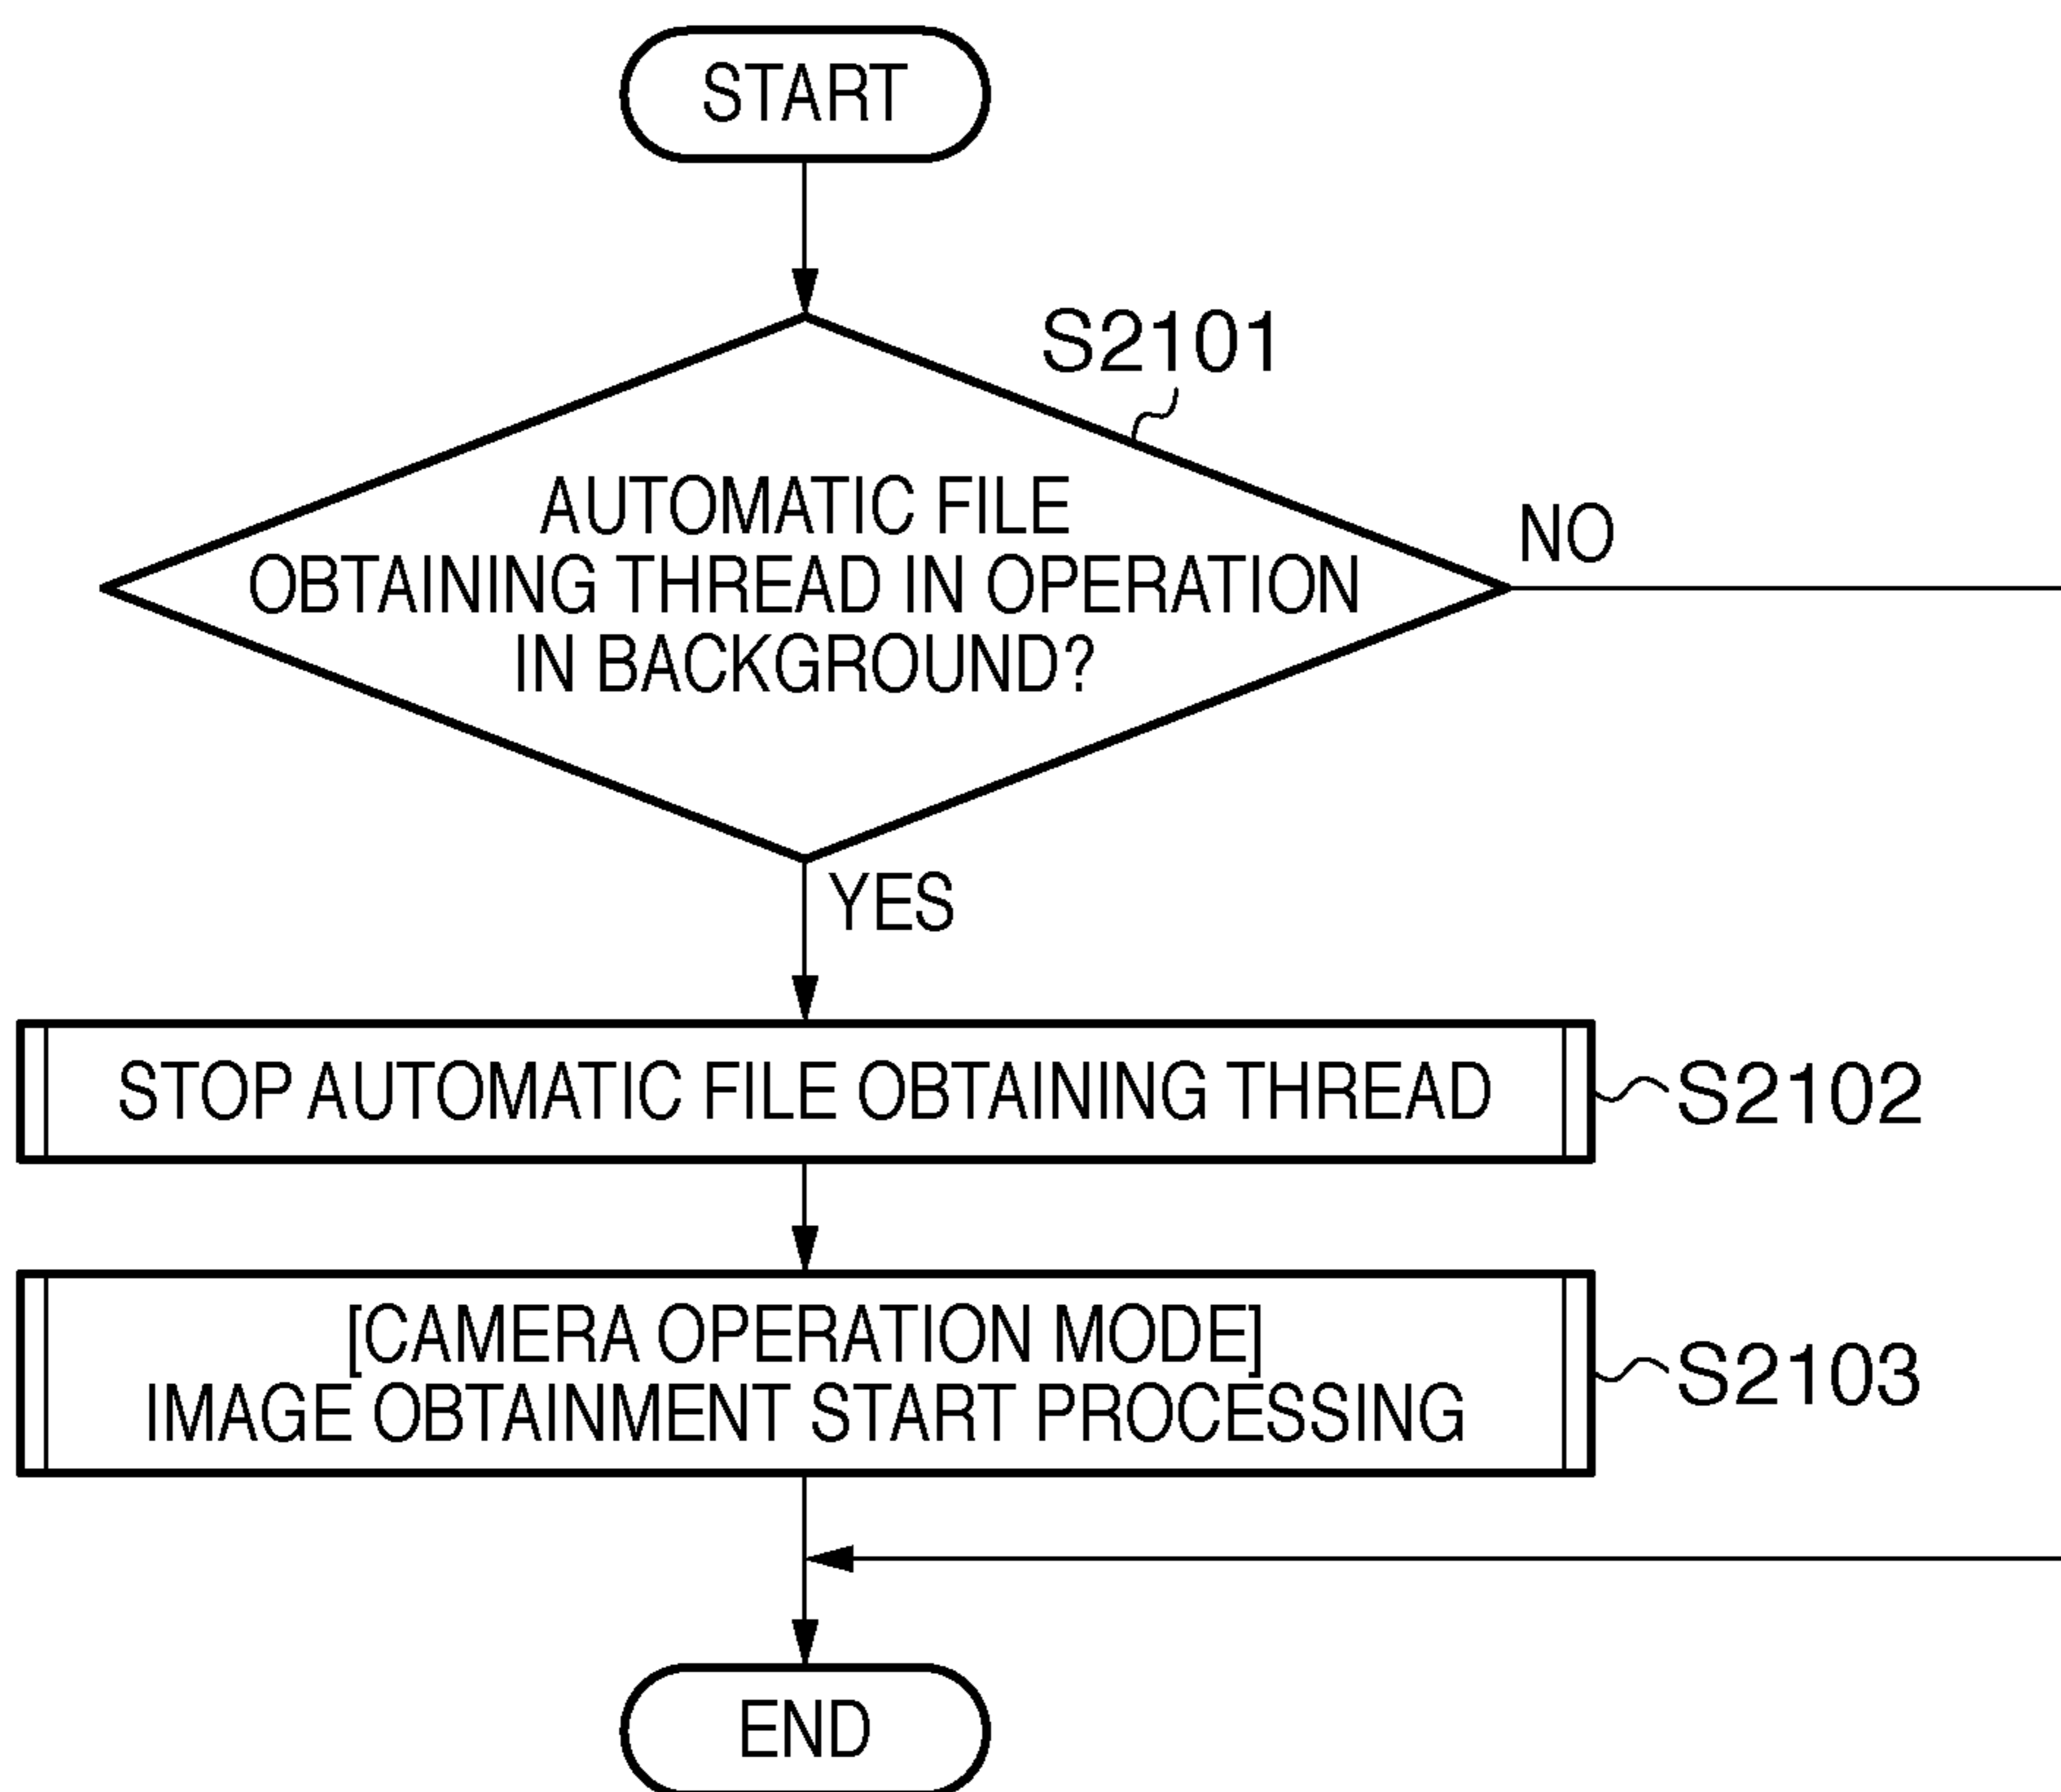 START
S2101
AUTOMATIC FILE
OBTAINING THREAD IN OPERATION
IN BACKGROUND?
NO
YES
STOP AUTOMATIC FILE OBTAINING THREAD
S2102
[CAMERA OPERATION MODE]
IMAGE OBTAINMENT START PROCESSING
S2103
END